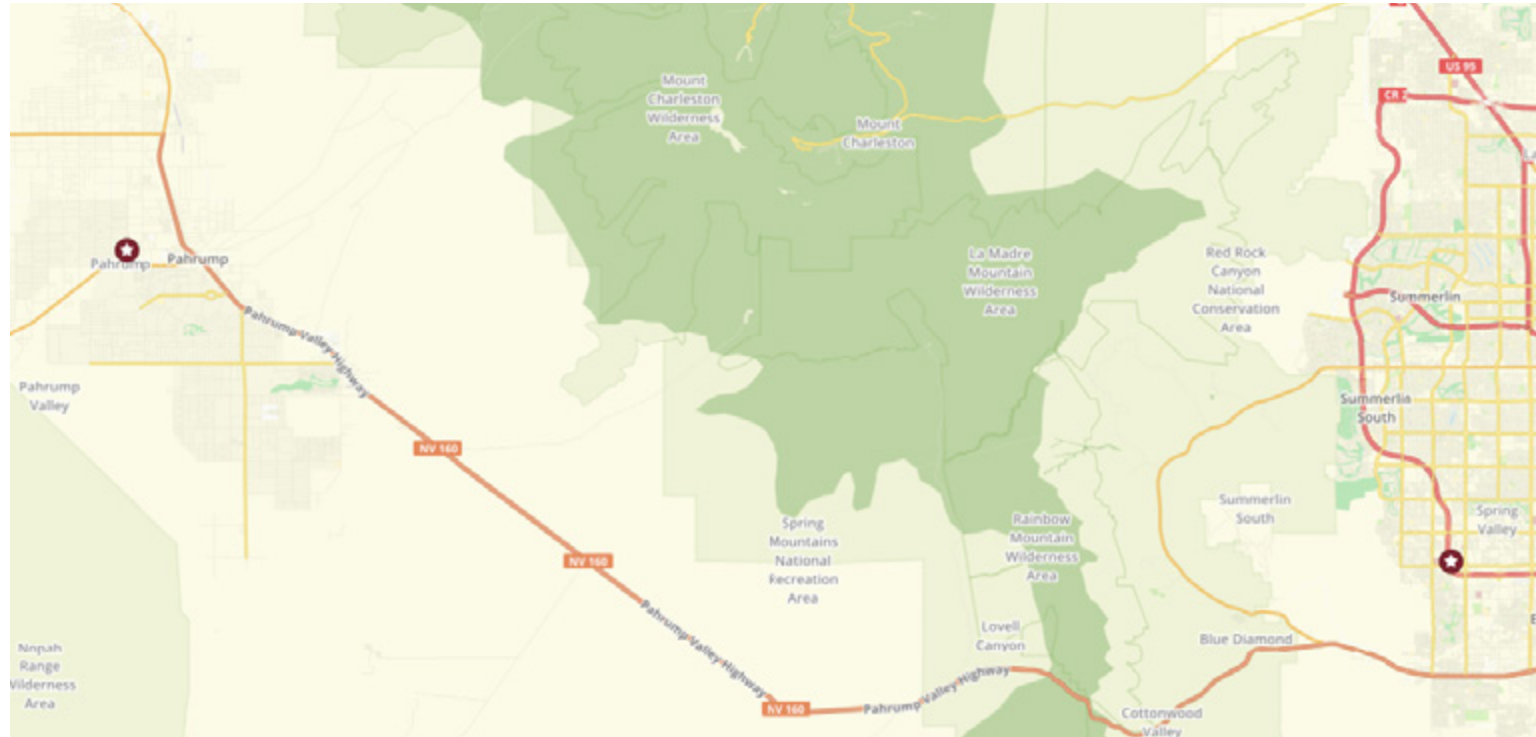 US 95
CR 2
Mount
Charleston
Wilderness
Area
Mount
Charleston
La Madre
Mountain
Wilderness
Area
Red Rock
Canyon
National
Conservation
Area
Pahrump
Pahrump
Summerlin
Pahrump Valley Highway
Pahrump
Valley
Summerlin
South
NV 160
Summerlin
South
Spring
Valley
Spring
Mountains
National
Recreation
Area
Rainbow
Mountain
Wilderness
Area
NV 160
Pahrump Valley Highway
Lovell
Canyon
Blue Diamond
Nopah
Range
Wilderness
Area
Pahrump Valley Highway
NV 160
Cottonwood
Valley